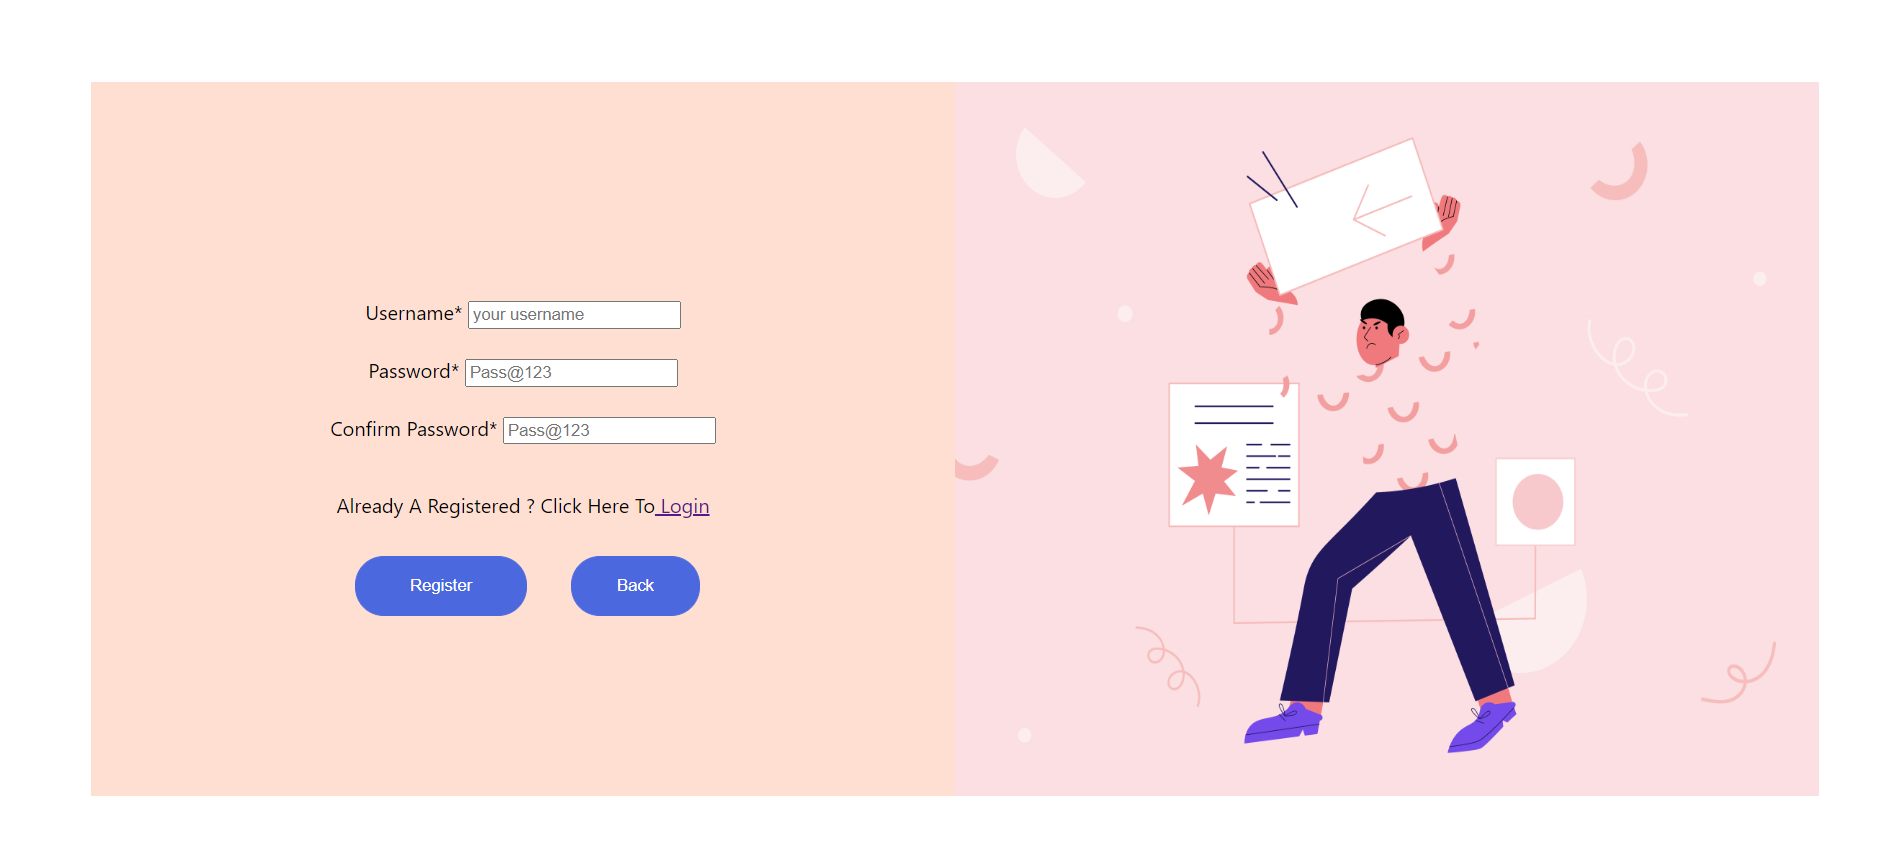 Username* your username
Password* Pass@123
Confirm Password* Pass@123
Already A Registered ? Click Here To Login
Register Back